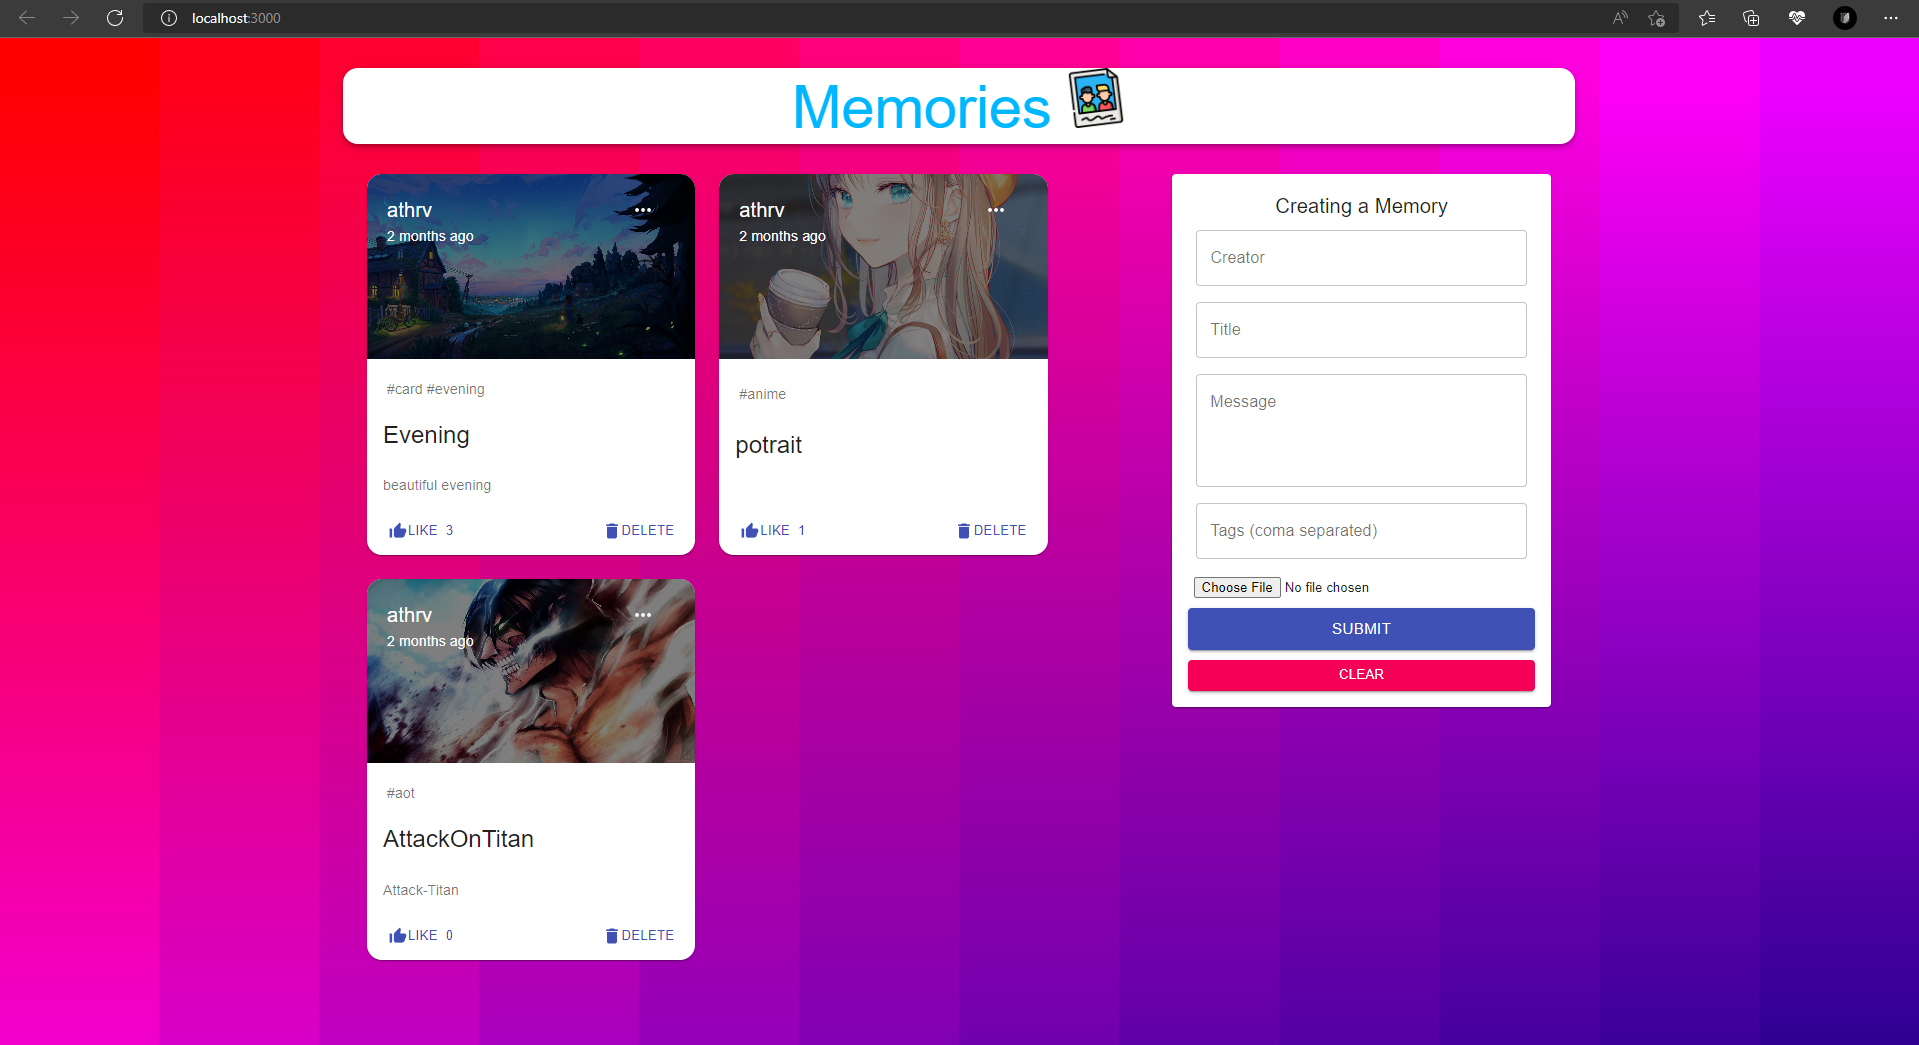 localhost:3000
Memories
athrv
2 months ago
#card #evening
Evening
beautiful evening
LIKE 3
DELETE
athrv
2 months ago
#anime
potrait
LIKE 1
DELETE
athrv
2 months ago
#aot
AttackOnTitan
Attack-Titan
LIKE 0
DELETE
Creating a Memory
Creator
Title
Message
Tags (coma separated)
Choose File No file chosen
SUBMIT
CLEAR